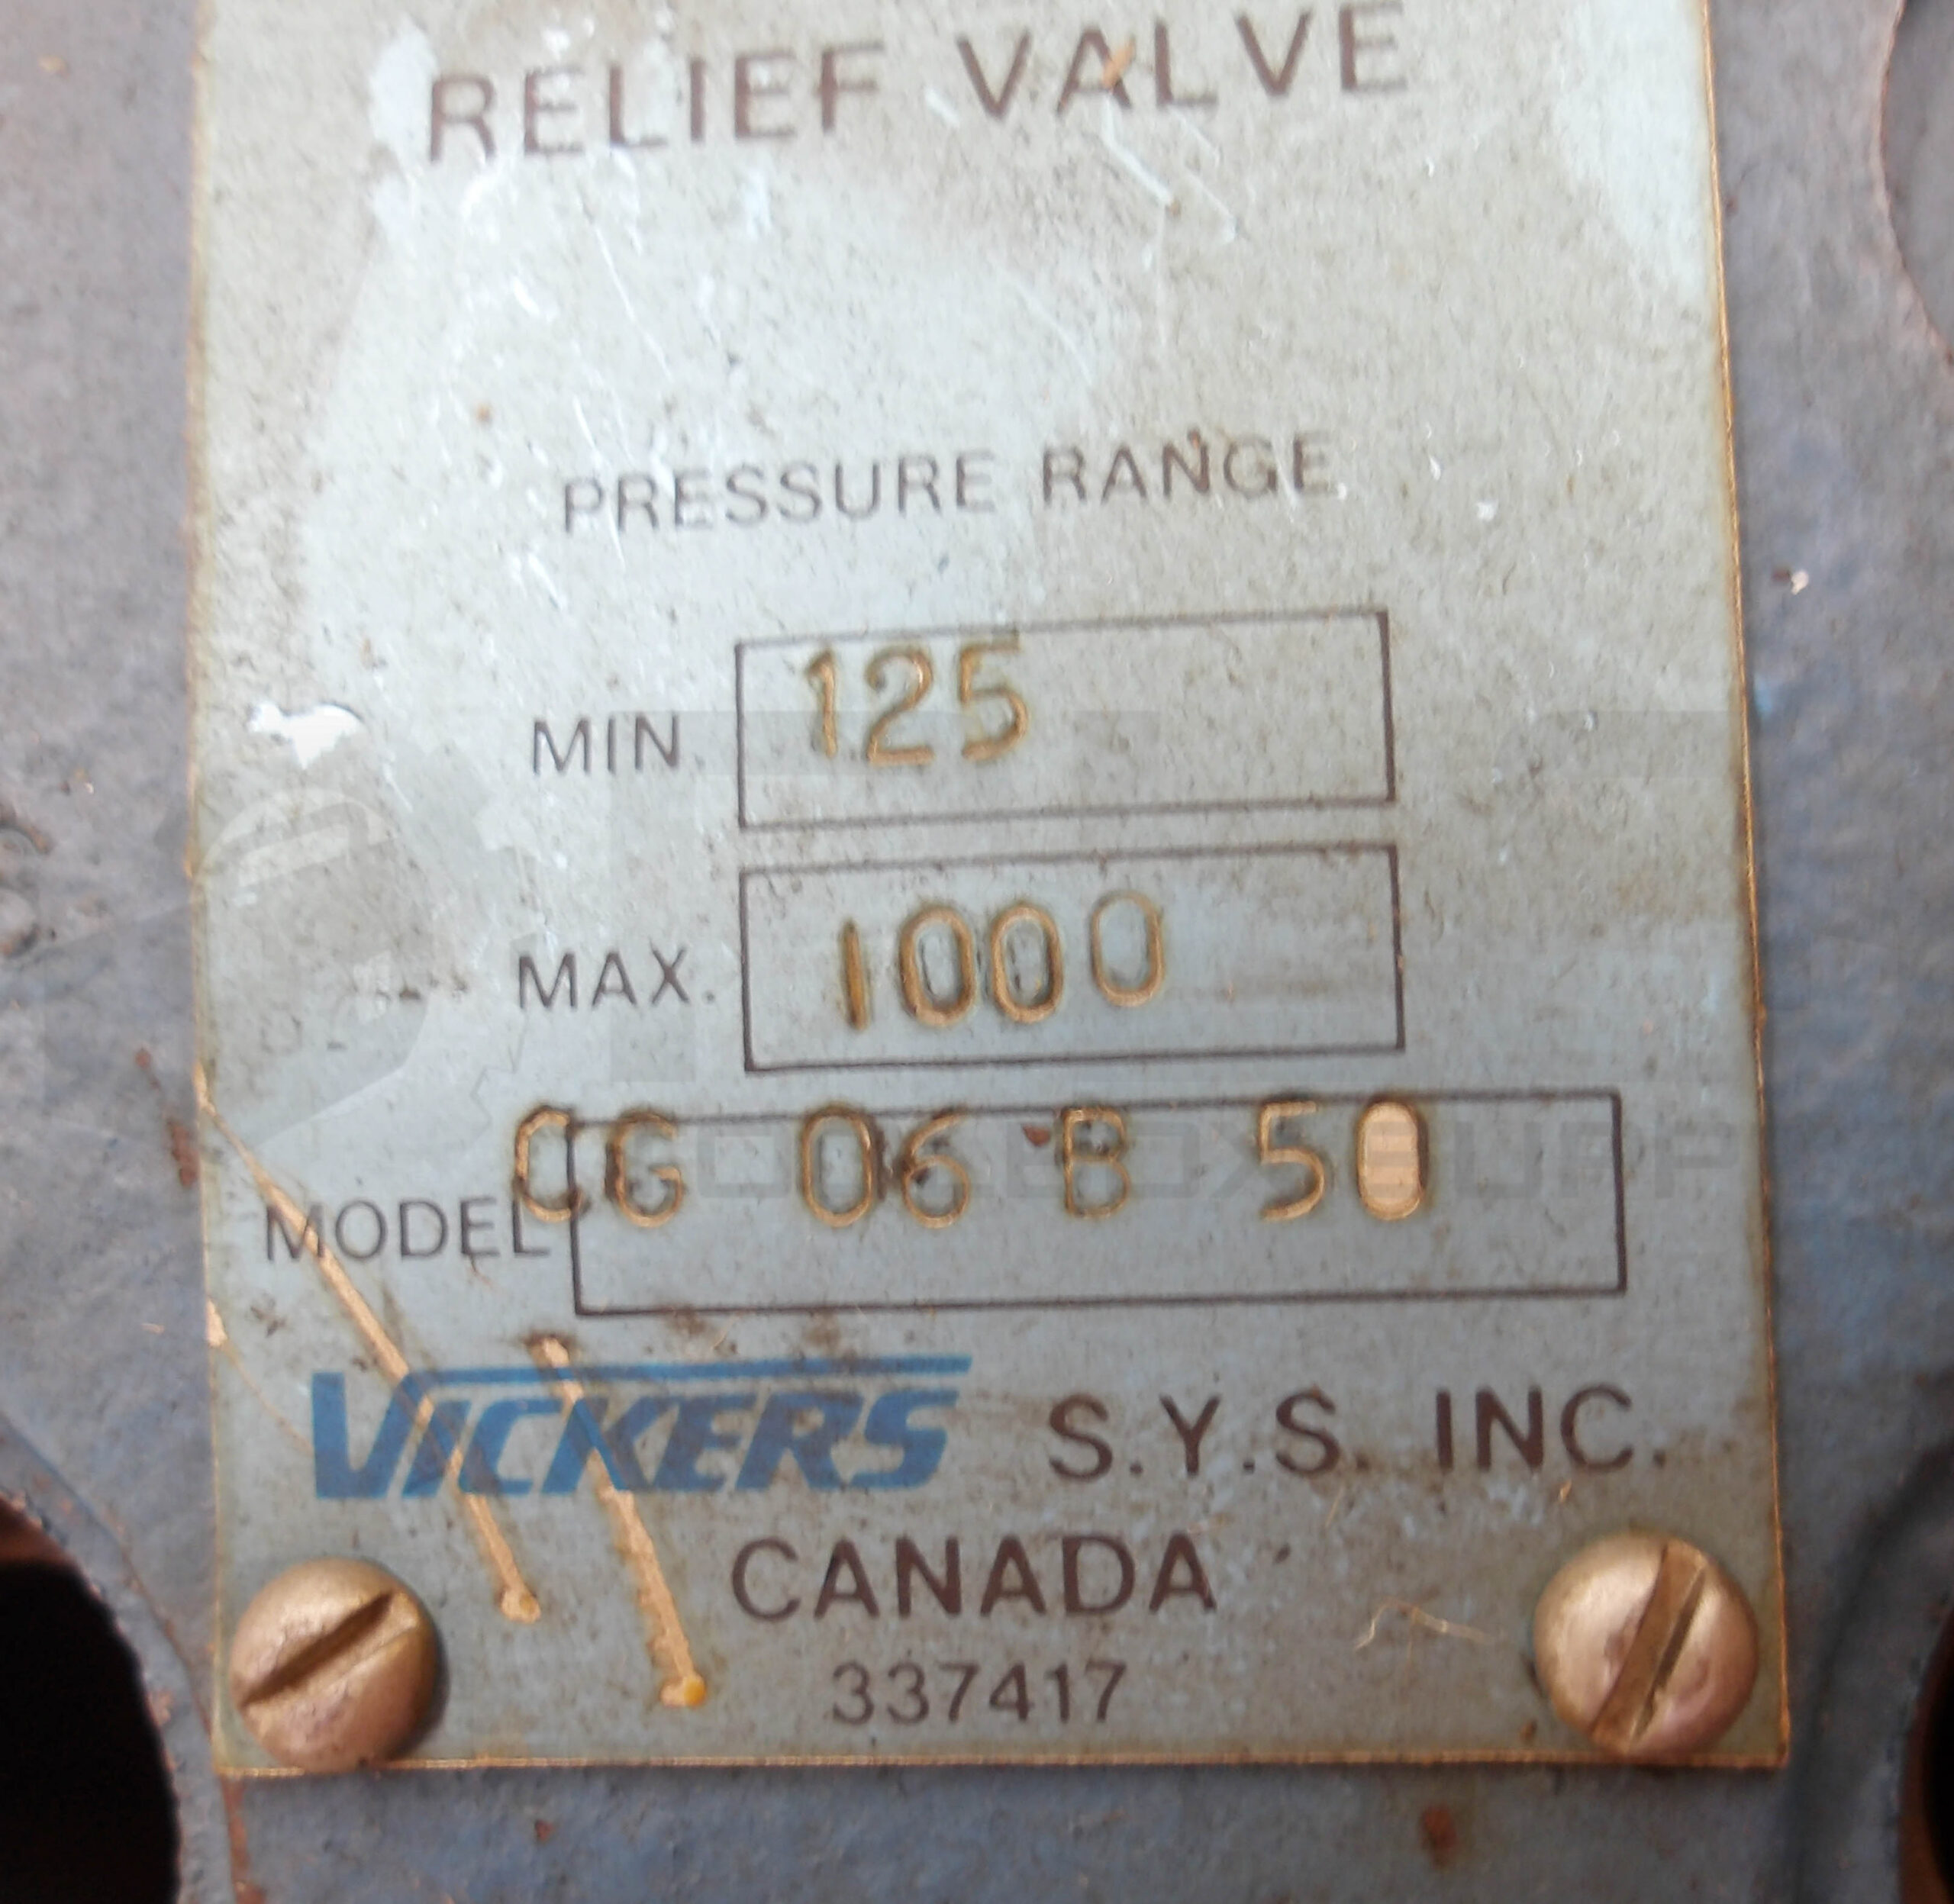 RELIEF VALVE
PRESSURE RANGE
MIN. 125
MAX. 1000
MODEL CG 06 B 50
VICKERS S.Y.S. INC.
CANADA
337417